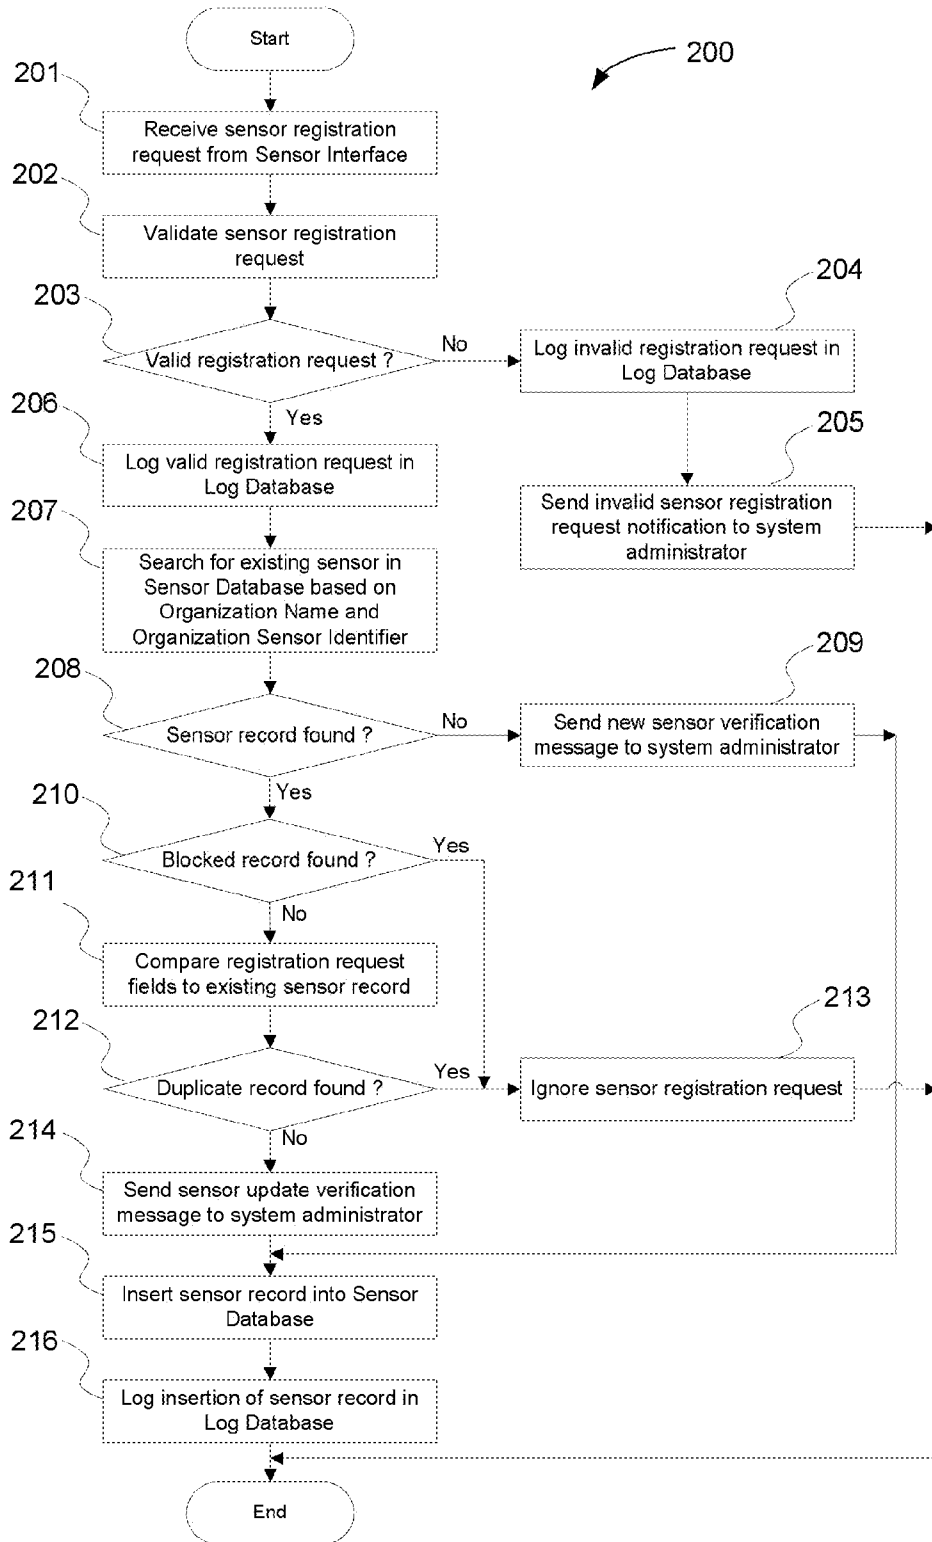 Start
200
201
Receive sensor registration
request from Sensor Interface
202
Validate sensor registration
request
203
Valid registration request ?
No
204
Log invalid registration request in
Log Database
Yes
205
Send invalid sensor registration
request notification to system
administrator
206
Log valid registration request in
Log Database
207
Search for existing sensor in
Sensor Database based on
Organization Name and
Organization Sensor Identifier
208
Sensor record found ?
No
209
Send new sensor verification
message to system administrator
Yes
210
Blocked record found ?
Yes
No
211
Compare registration request
fields to existing sensor record
212
Duplicate record found ?
Yes
213
Ignore sensor registration request
No
214
Send sensor update verification
message to system administrator
215
Insert sensor record into Sensor
Database
216
Log insertion of sensor record in
Log Database
End